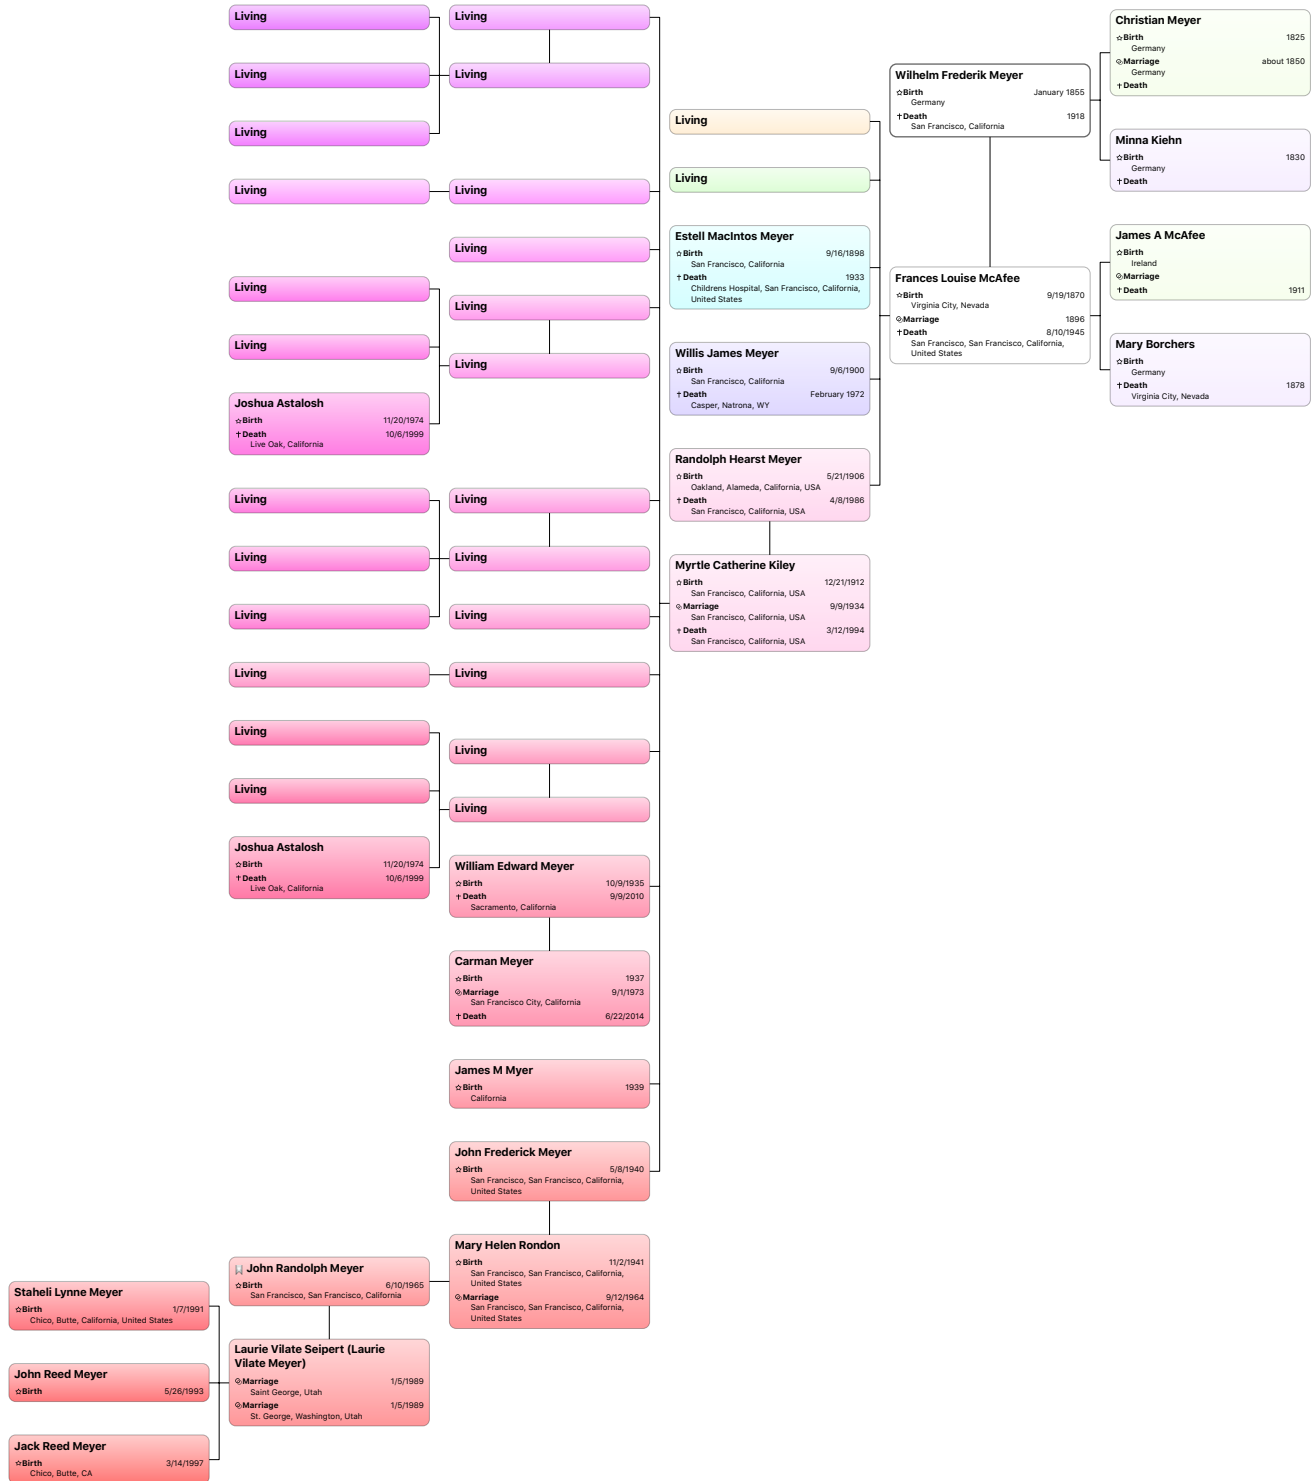 Living
Living
Living
Living
Living
Living
Joshua Astalosh
Birth 11/20/1974
Death 10/6/1999
Live Oak, California
Living
Living
Living
Living
Living
Living
Joshua Astalosh
Birth 11/20/1974
Death 10/6/1999
Live Oak, California
Living
Living
Living
Living
Living
Living
Living
Living
Living
Living
Living
Living
William Edward Meyer
Birth 10/9/1935
Death 9/9/2010
Sacramento, California
Carman Meyer
Birth 1937
Marriage 9/1/1973
San Francisco City, California
Death 6/22/2014
James M Myer
Birth 1939
California
John Frederick Meyer
Birth 5/8/1940
San Francisco, San Francisco, California,
United States
Mary Helen Rondon
Birth 11/2/1941
San Francisco, San Francisco, California,
United States
Marriage 9/12/1964
San Francisco, San Francisco, California,
United States
John Randolph Meyer
Birth 6/10/1965
San Francisco, San Francisco, California
Laurie Vilate Seipert (Laurie
Vilate Meyer)
Marriage 1/5/1989
Saint George, Utah
Marriage 1/5/1989
St. George, Washington, Utah
Staheli Lynne Meyer
Birth 1/7/1991
Chico, Butte, California, United States
John Reed Meyer
Birth 5/26/1993
Jack Reed Meyer
Birth 3/14/1997
Chico, Butte, CA
Living
Living
Estell MacIntos Meyer
Birth 9/16/1898
San Francisco, California
Death 1933
Childrens Hospital, San Francisco, California,
United States
Willis James Meyer
Birth 9/6/1900
San Francisco, California
Death February 1972
Casper, Natrona, WY
Randolph Hearst Meyer
Birth 5/21/1906
Oakland, Alameda, California, USA
Death 4/8/1986
San Francisco, California, USA
Myrtle Catherine Kiley
Birth 12/21/1912
San Francisco, California, USA
Marriage 9/9/1934
San Francisco, California, USA
Death 3/12/1994
San Francisco, California, USA
Wilhelm Frederik Meyer
Birth January 1855
Germany
Death 1918
San Francisco, California
Frances Louise McAfee
Birth 9/19/1870
Virginia City, Nevada
Marriage 1896
Death 8/10/1945
San Francisco, San Francisco, California,
United States
Christian Meyer
Birth 1825
Germany
Marriage about 1850
Germany
Death
Minna Kiehn
Birth 1830
Germany
Death
James A McAfee
Birth
Ireland
Marriage
Death 1911
Mary Borchers
Birth
Germany
Death 1878
Virginia City, Nevada